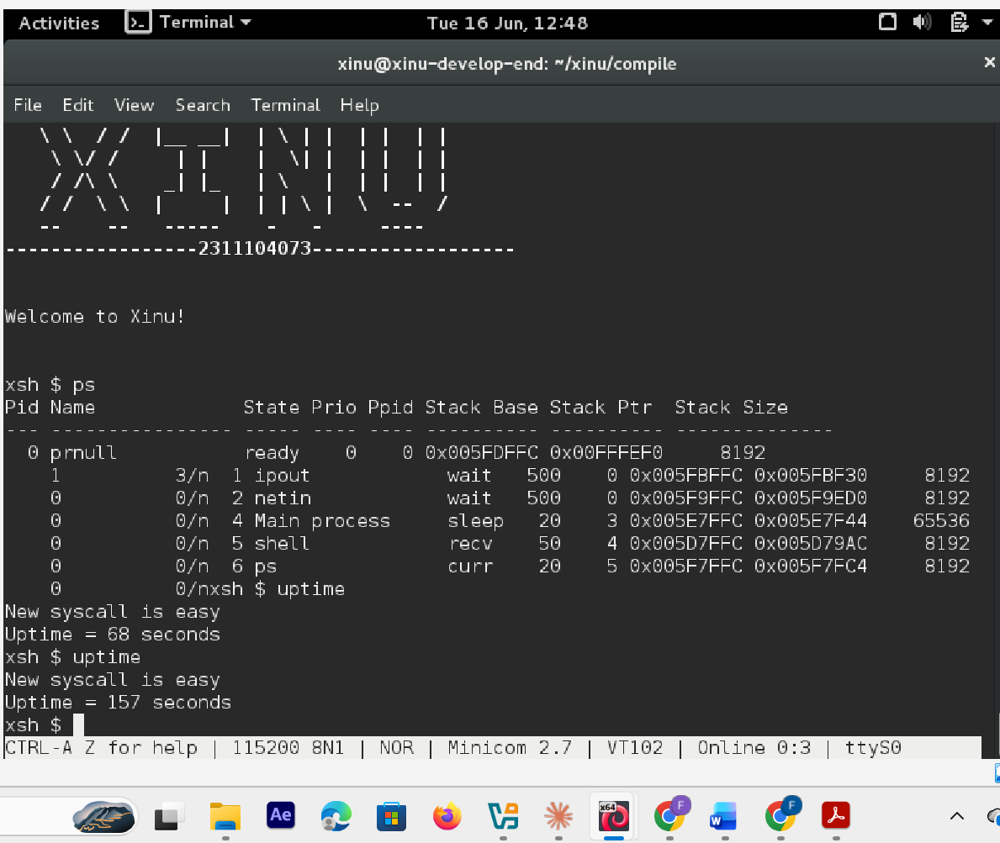 Activities Terminal Tue 16 Jun, 12:48
xinu@xinu-develop-end: ~/xinu/compile
File Edit View Search Terminal Help
   \ \  / /  |__ __|  | \ | |  | |  | |
    \ \/ /     | |    |  \| |  | |  | |
    / /\ \    _| |_   | \   |  | |  | |
   / /  \ \  |     |  | | \ |  \  --  /
   --    --   -----    -   -     ----
-----------------2311104073------------------
Welcome to Xinu!
xsh $ ps
Pid Name             State Prio Ppid Stack Base Stack Ptr  Stack Size
--- ---------------- ----- ---- ---- ---------- ---------- --------------
  0 prnull           ready    0    0 0x005FDFFC 0x00FFFEF0     8192
    1          3/n  1 ipout            wait   500    0 0x005FBFFC 0x005FBF30     8192
    0          0/n  2 netin            wait   500    0 0x005F9FFC 0x005F9ED0     8192
    0          0/n  4 Main process     sleep   20    3 0x005E7FFC 0x005E7F44    65536
    0          0/n  5 shell            recv    50    4 0x005D7FFC 0x005D79AC     8192
    0          0/n  6 ps               curr    20    5 0x005F7FFC 0x005F7FC4     8192
    0          0/nxsh $ uptime
New syscall is easy
Uptime = 68 seconds
xsh $ uptime
New syscall is easy
Uptime = 157 seconds
xsh $
CTRL-A Z for help | 115200 8N1 | NOR | Minicom 2.7 | VT102 | Online 0:3 | ttyS0
Ae x64 F W F